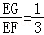 EG/EF = 1/3